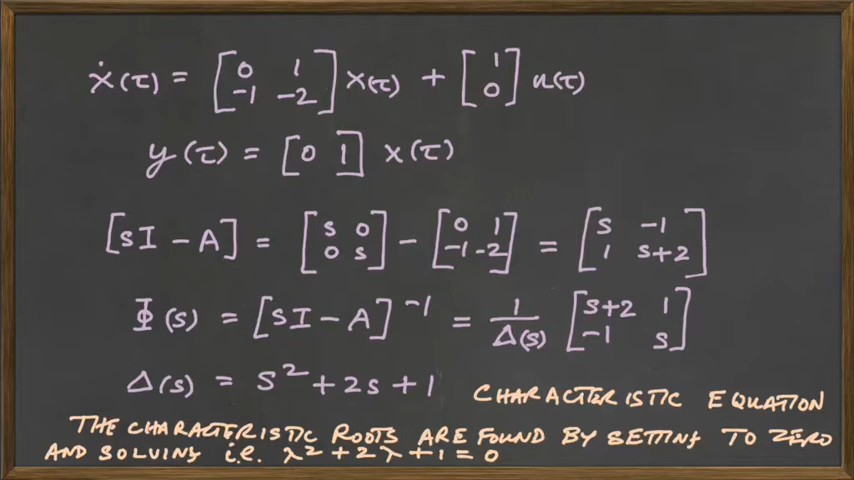 ẋ(τ) = [0 1; -1 -2] x(τ) + [1; 0] u(τ)
y(τ) = [0 1] x(τ)
[sI - A] = [s 0; 0 s] - [0 1; -1 -2] = [s -1; 1 s+2]
Φ(s) = [sI - A]⁻¹ = 1/Δ(s) [s+2 1; -1 s]
Δ(s) = s² + 2s + 1
CHARACTERISTIC EQUATION
THE CHARACTERISTIC ROOTS ARE FOUND BY SETTING TO ZERO
AND SOLVING i.e. λ² + 2λ + 1 = 0